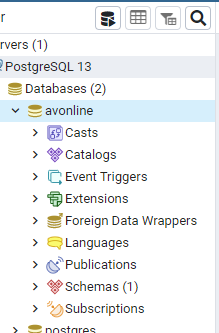 r
ervers (1)
PostgreSQL 13
Databases (2)
avonline
Casts
Catalogs
Event Triggers
Extensions
Foreign Data Wrappers
Languages
Publications
Schemas (1)
Subscriptions
postgres